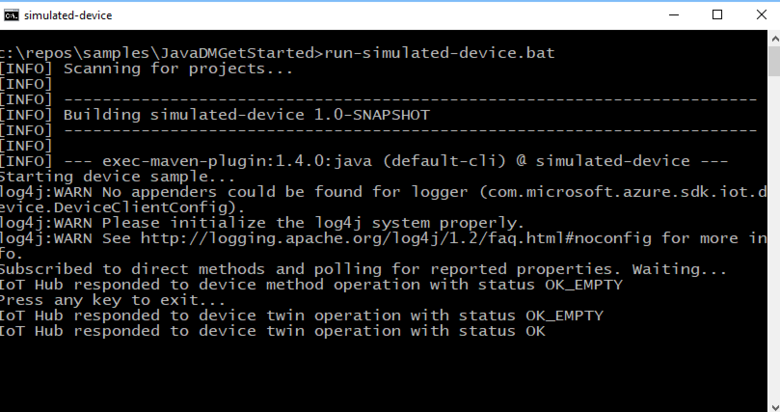 simulated-device
c:\repos\samples\JavaDMGetStarted>run-simulated-device.bat
[INFO] Scanning for projects...
[INFO]
[INFO] ------------------------------------------------------------------------
[INFO] Building simulated-device 1.0-SNAPSHOT
[INFO] ------------------------------------------------------------------------
[INFO]
[INFO] --- exec-maven-plugin:1.4.0:java (default-cli) @ simulated-device ---
Starting device sample...
log4j:WARN No appenders could be found for logger (com.microsoft.azure.sdk.iot.d
evice.DeviceClientConfig).
log4j:WARN Please initialize the log4j system properly.
log4j:WARN See http://logging.apache.org/log4j/1.2/faq.html#noconfig for more in
fo.
Subscribed to direct methods and polling for reported properties. Waiting...
IoT Hub responded to device method operation with status OK_EMPTY
Press any key to exit...
IoT Hub responded to device twin operation with status OK_EMPTY
IoT Hub responded to device twin operation with status OK